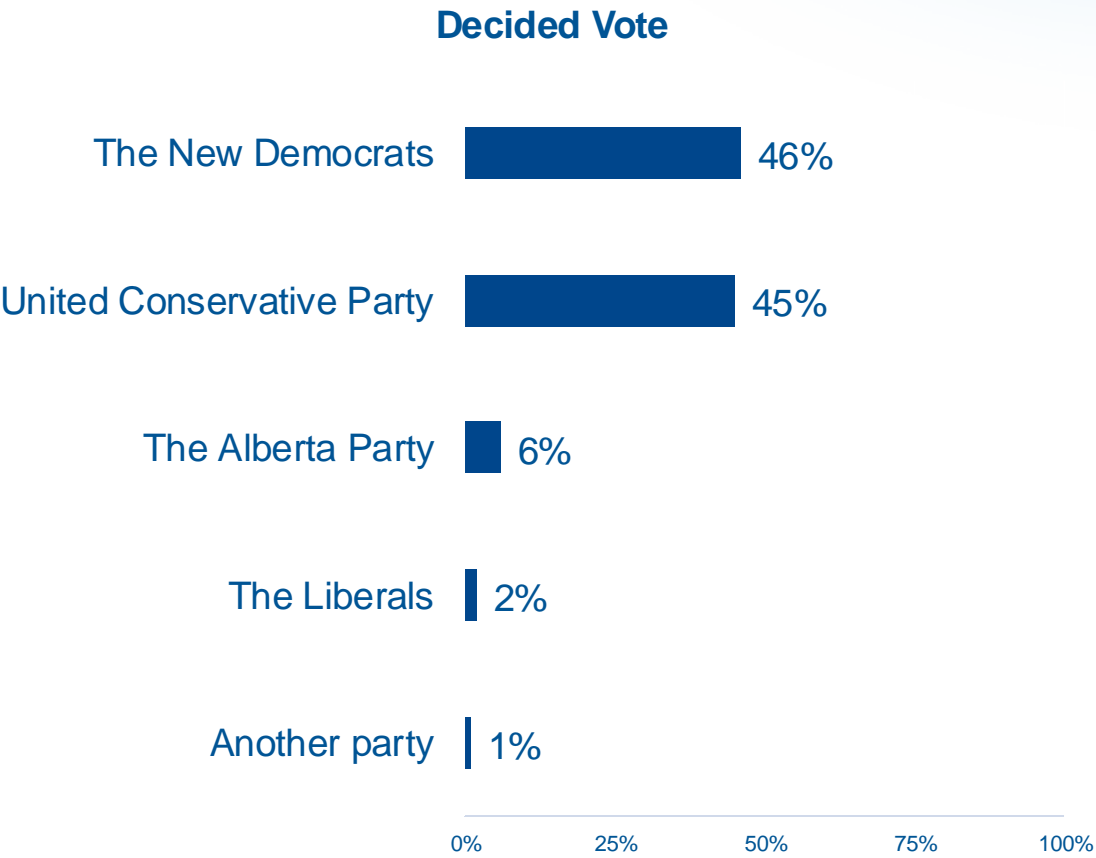 Decided Vote
The New Democrats 46%
United Conservative Party 45%
The Alberta Party 6%
The Liberals 2%
Another party 1%
0% 25% 50% 75% 100%